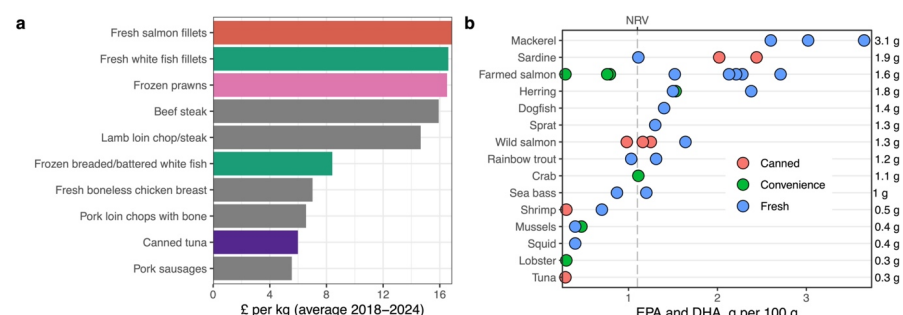 a
Fresh salmon fillets
Fresh white fish fillets
Frozen prawns
Beef steak
Lamb loin chop/steak
Frozen breaded/battered white fish
Fresh boneless chicken breast
Pork loin chops with bone
Canned tuna
Pork sausages
0 4 8 12 16
£ per kg (average 2018–2024)
b
NRV
Mackerel 3.1 g
Sardine 1.9 g
Farmed salmon 1.6 g
Herring 1.8 g
Dogfish 1.4 g
Sprat 1.3 g
Wild salmon 1.3 g
Rainbow trout 1.2 g
Crab 1.1 g
Sea bass 1 g
Shrimp 0.5 g
Mussels 0.4 g
Squid 0.4 g
Lobster 0.3 g
Tuna 0.3 g
Canned
Convenience
Fresh
1 2 3
EPA and DHA, g per 100 g